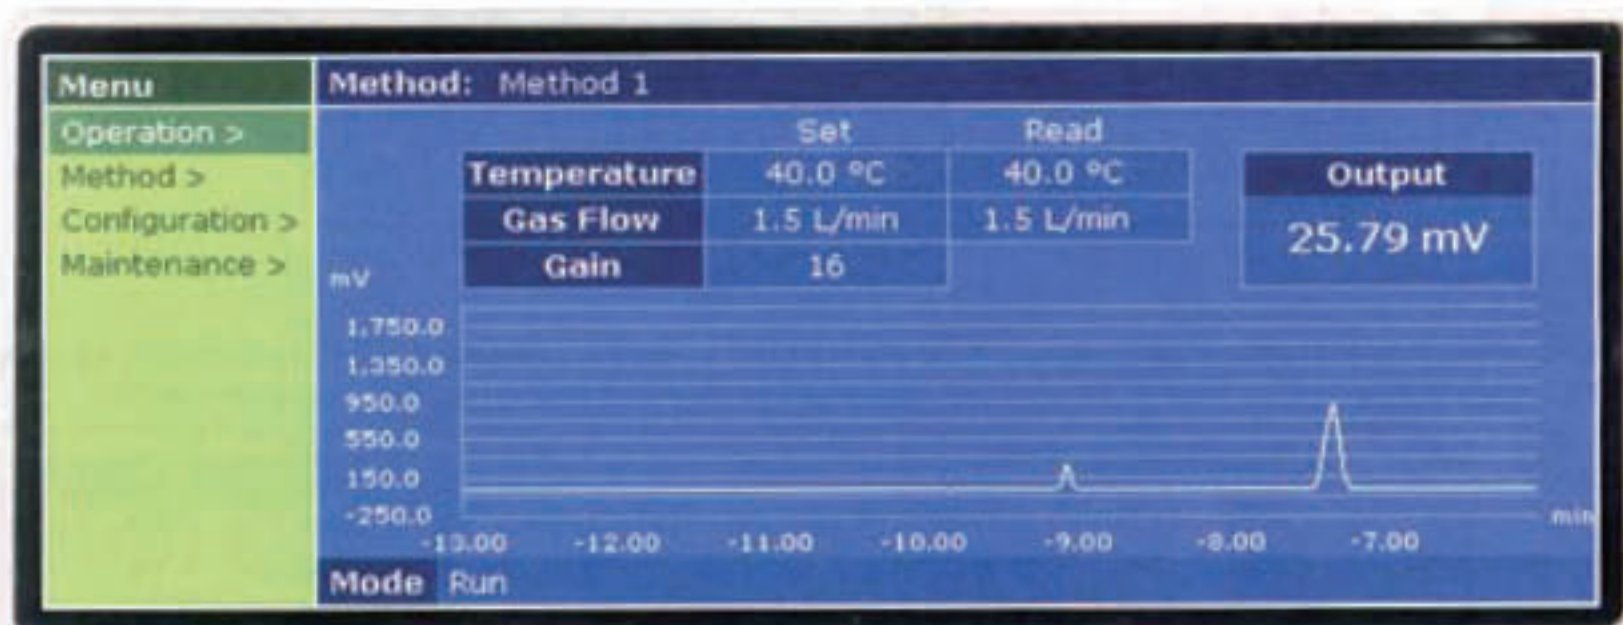 Menu
Operation >
Method >
Configuration >
Maintenance >
Method: Method 1
Set Read
Temperature 40.0 ºC 40.0 ºC
Gas Flow 1.5 L/min 1.5 L/min
Gain 16
Output
25.79 mV
mV
1,750.0
1,350.0
950.0
550.0
150.0
-250.0
-13.00 -12.00 -11.00 -10.00 -9.00 -8.00 -7.00
min
Mode Run